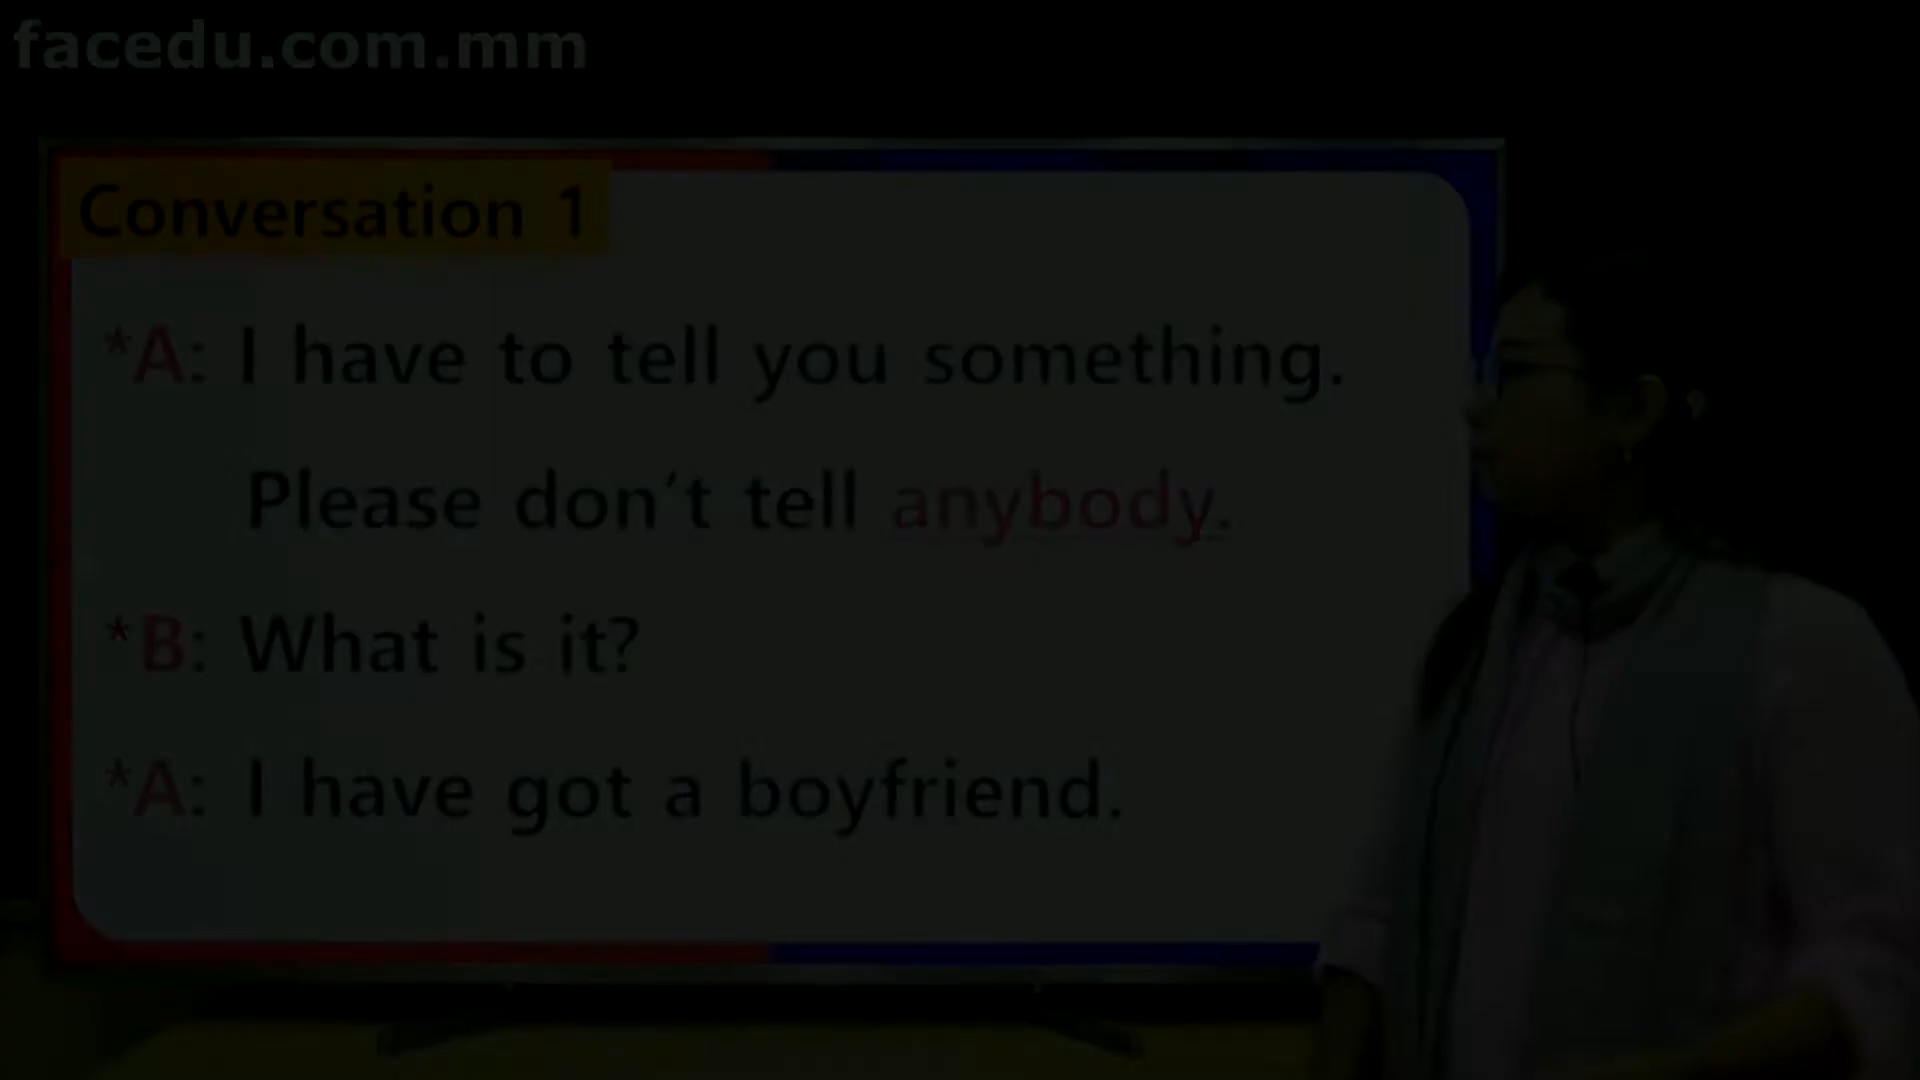 facedu.com.mm
Conversation 1
*A: I have to tell you something.
Please don't tell anybody.
*B: What is it?
*A: I have got a boyfriend.